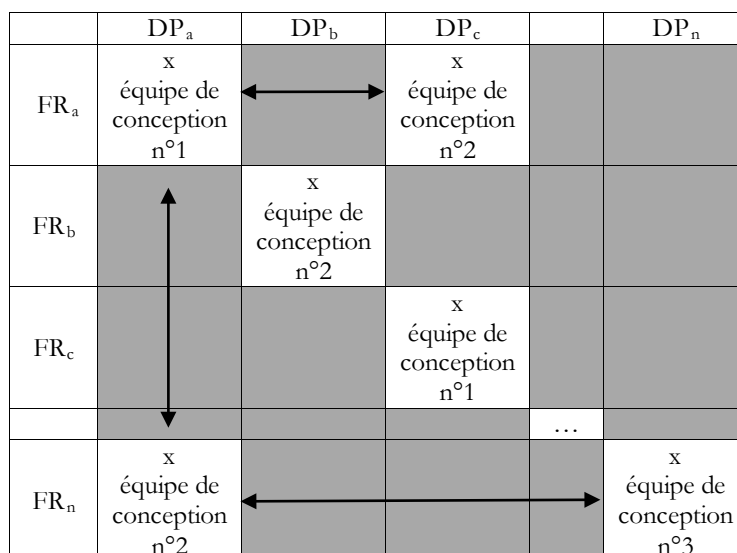 DPa DPb DPc DPn
FRa
x
équipe de
conception
n°1
x
équipe de
conception
n°2
FRb
x
équipe de
conception
n°2
FRc
x
équipe de
conception
n°1
…
FRn
x
équipe de
conception
n°2
x
équipe de
conception
n°3